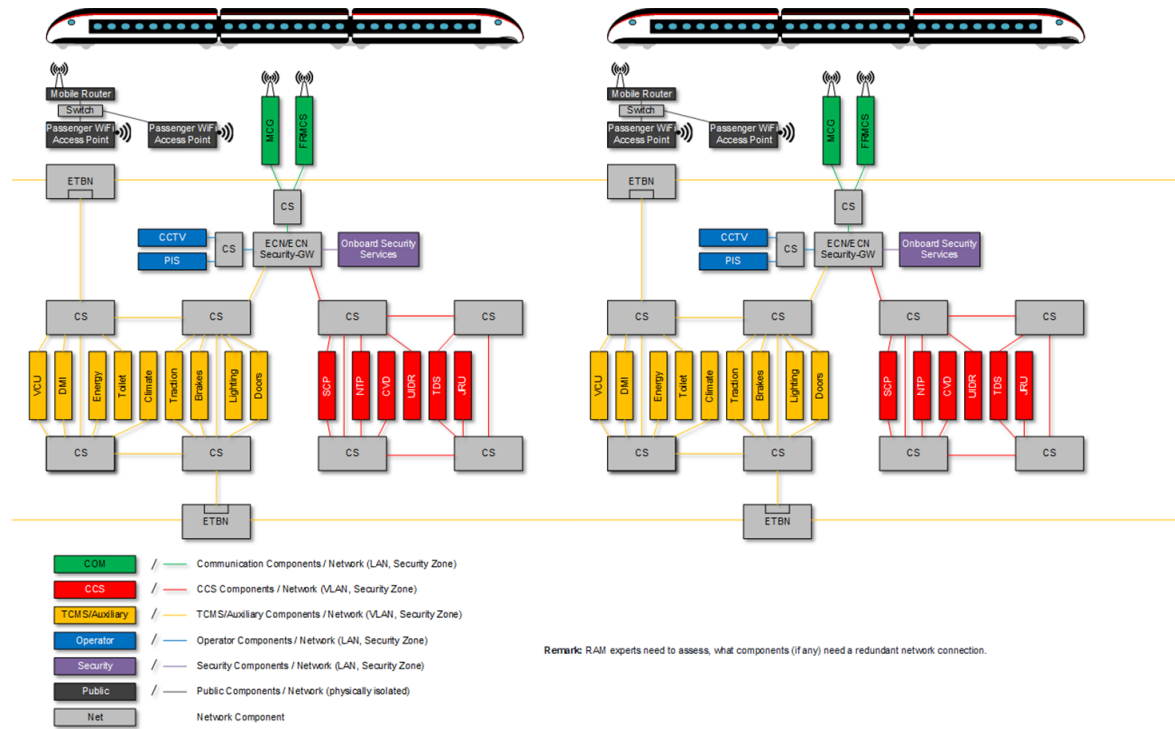 Mobile Router
Switch
Passenger WiFi
Access Point
Passenger WiFi
Access Point
MCG
FRMCS
ETBN
CS
CCTV
PIS
CS
ECN/ECN
Security-GW
Onboard Security
Services
CS
CS
CS
CS
VCU
DMI
Energy
Toilet
Climate
Traction
Brakes
Lighting
Doors
SCP
NTP
CVD
UIDR
TDS
JRU
CS
CS
CS
CS
ETBN
Mobile Router
Switch
Passenger WiFi
Access Point
Passenger WiFi
Access Point
MCG
FRMCS
ETBN
CS
CCTV
PIS
CS
ECN/ECN
Security-GW
Onboard Security
Services
CS
CS
CS
CS
VCU
DMI
Energy
Toilet
Climate
Traction
Brakes
Lighting
Doors
SCP
NTP
CVD
UIDR
TDS
JRU
CS
CS
CS
CS
ETBN
COM / Communication Components / Network (LAN, Security Zone)
CCS / CCS Components / Network (VLAN, Security Zone)
TCMS/Auxiliary / TCMS/Auxiliary Components / Network (VLAN, Security Zone)
Operator / Operator Components / Network (LAN, Security Zone)
Security / Security Components / Network (LAN, Security Zone)
Public / Public Components / Network (physically isolated)
Net Network Component
Remark: RAM experts need to assess, what components (if any) need a redundant network connection.